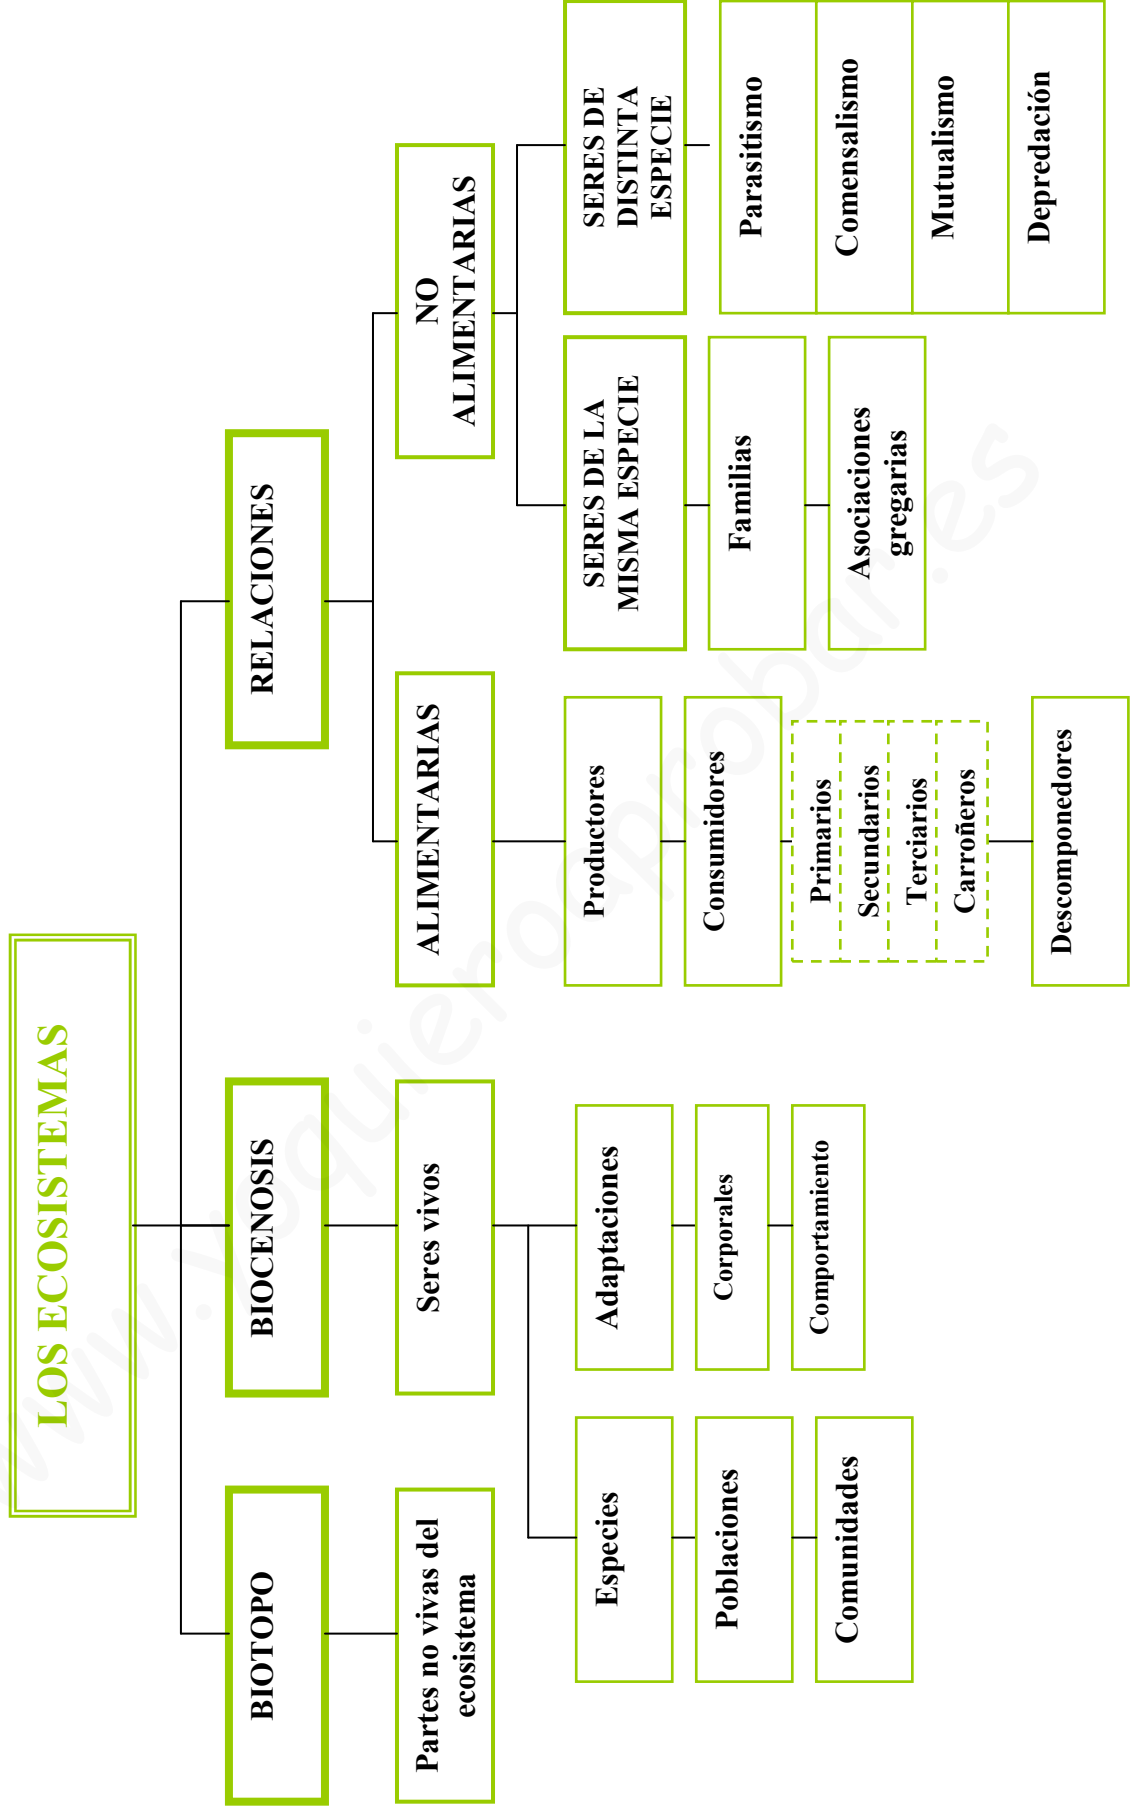 LOS ECOSISTEMAS
BIOTOPO
BIOCENOSIS
RELACIONES
Partes no vivas del
ecosistema
Seres vivos
ALIMENTARIAS
NO
ALIMENTARIAS
Especies
Poblaciones
Comunidades
Adaptaciones
Corporales
Comportamiento
Productores
Consumidores
Primarios
Secundarios
Terciarios
Carroñeros
Descomponedores
SERES DE LA
MISMA ESPECIE
Familias
Asociaciones
gregarias
SERES DE
DISTINTA
ESPECIE
Parasitismo
Comensalismo
Mutualismo
Depredación
www.yoquieroaprobar.es